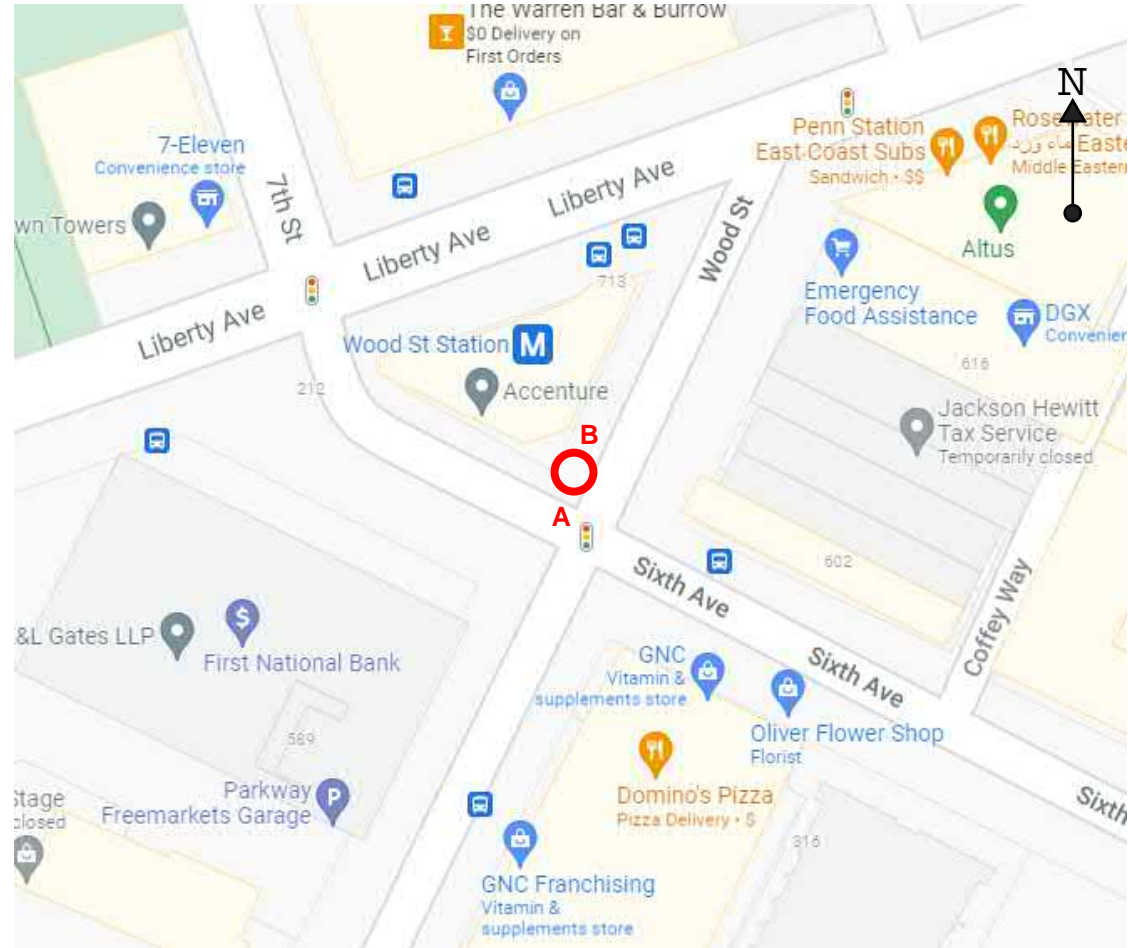 The Warren Bar & Burrow
$0 Delivery on
First Orders
N
7-Eleven
Convenience store
Penn Station
East Coast Subs
Sandwich • $$
Middle Eastern
7th St
wn Towers
Liberty Ave
Liberty Ave
Liberty Ave
Wood St
Altus
713
Emergency
Food Assistance
DGX
Wood St Station
M
212
Accenture
616
Jackson Hewitt
Tax Service
Temporarily closed
B
A
602
Sixth Ave
Coffey Way
&L Gates LLP
$
First National Bank
GNC
Vitamin &
supplements store
Sixth Ave
Oliver Flower Shop
Florist
589
Parkway
Freemarkets Garage
P
Domino's Pizza
Pizza Delivery • $
Sixth
Stage
closed
316
GNC Franchising
Vitamin &
supplements store